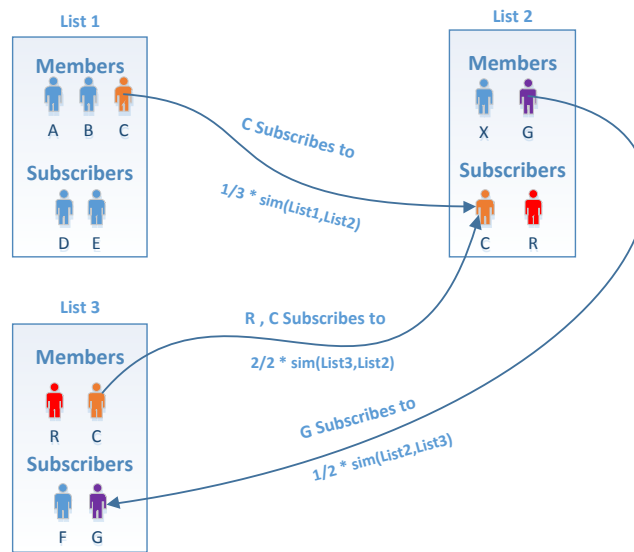 List 1
Members
A B C
Subscribers
D E
C Subscribes to
1/3 * sim(List1,List2)
List 2
Members
X G
Subscribers
C R
List 3
Members
R C
Subscribers
F G
R , C Subscribes to
2/2 * sim(List3,List2)
G Subscribes to
1/2 * sim(List2,List3)